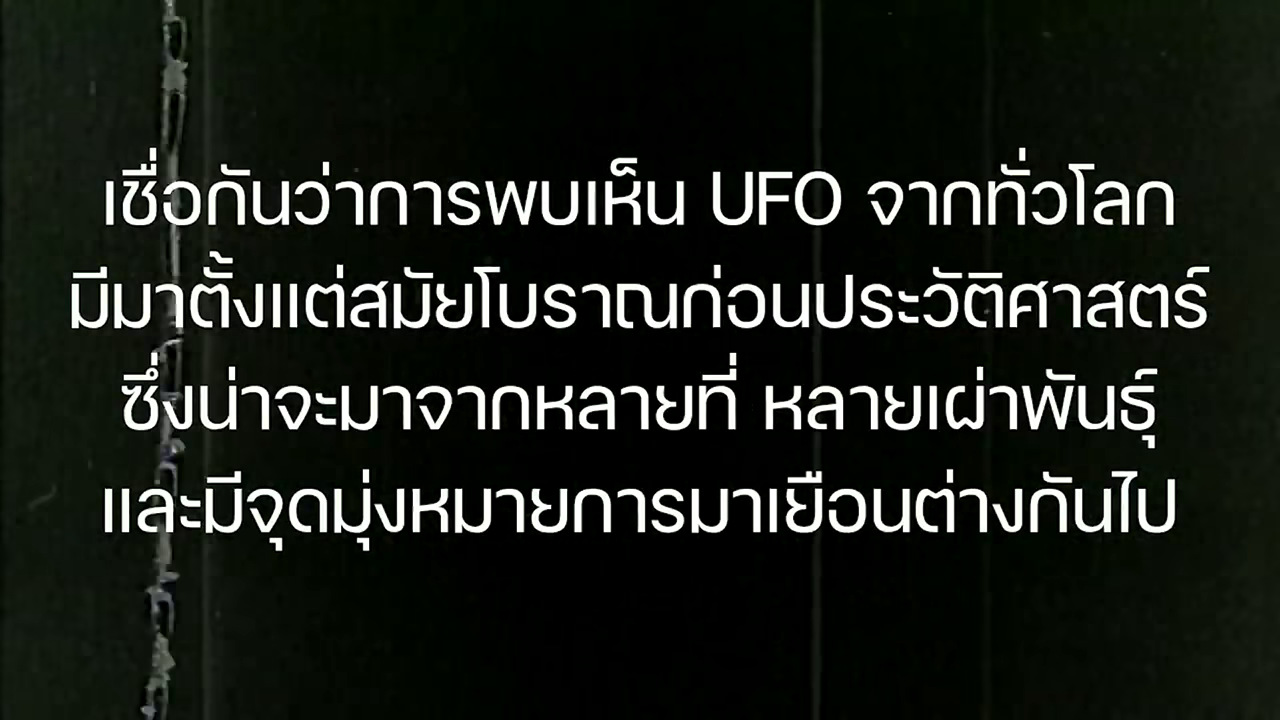 เชื่อกันว่าการพบเห็น UFO จากทั่วโลก
มีมาตั้งแต่สมัยโบราณก่อนประวัติศาสตร์
ซึ่งน่าจะมาจากหลายที่ หลายเผ่าพันธุ์
และมีจุดมุ่งหมายการมาเยือนต่างกันไป